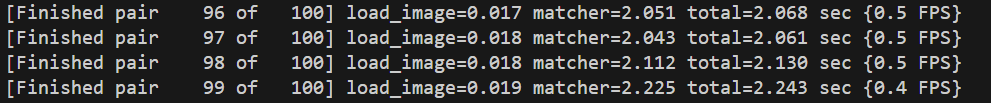 [Finished pair    96 of   100] load_image=0.017 matcher=2.051 total=2.068 sec {0.5 FPS}
[Finished pair    97 of   100] load_image=0.018 matcher=2.043 total=2.061 sec {0.5 FPS}
[Finished pair    98 of   100] load_image=0.018 matcher=2.112 total=2.130 sec {0.5 FPS}
[Finished pair    99 of   100] load_image=0.019 matcher=2.225 total=2.243 sec {0.4 FPS}